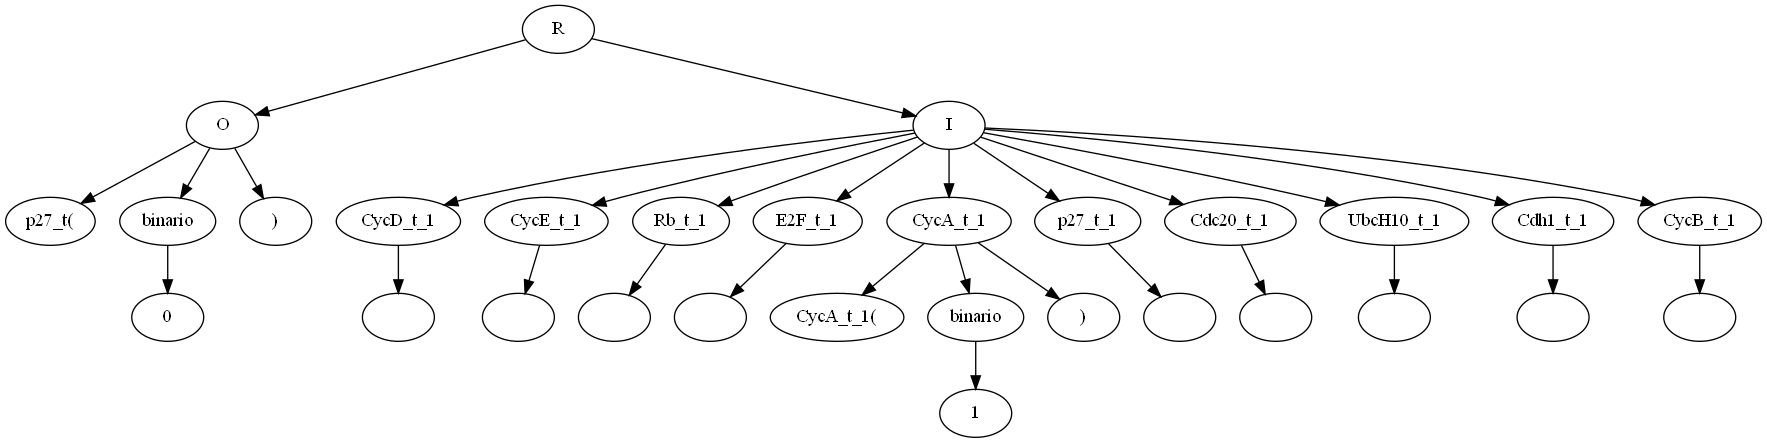 R
O
I
p27_t(
binario
)
CycD_t_1
CycE_t_1
Rb_t_1
E2F_t_1
CycA_t_1
p27_t_1
Cdc20_t_1
UbcH10_t_1
Cdh1_t_1
CycB_t_1
0
CycA_t_1(
binario
)
1